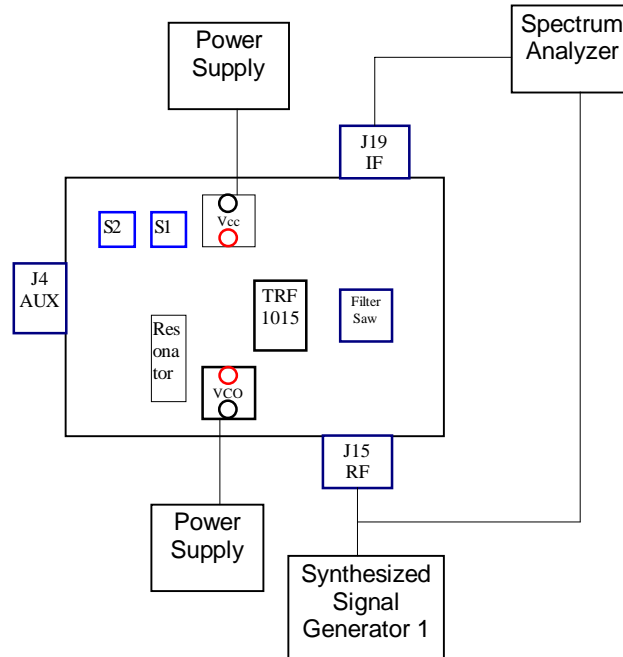 Power
Supply
Spectrum
Analyzer
J19
IF
S2
S1
Vcc
J4
AUX
TRF
1015
Filter
Saw
Res
ona
tor
VCO
J15
RF
Power
Supply
Synthesized
Signal
Generator 1